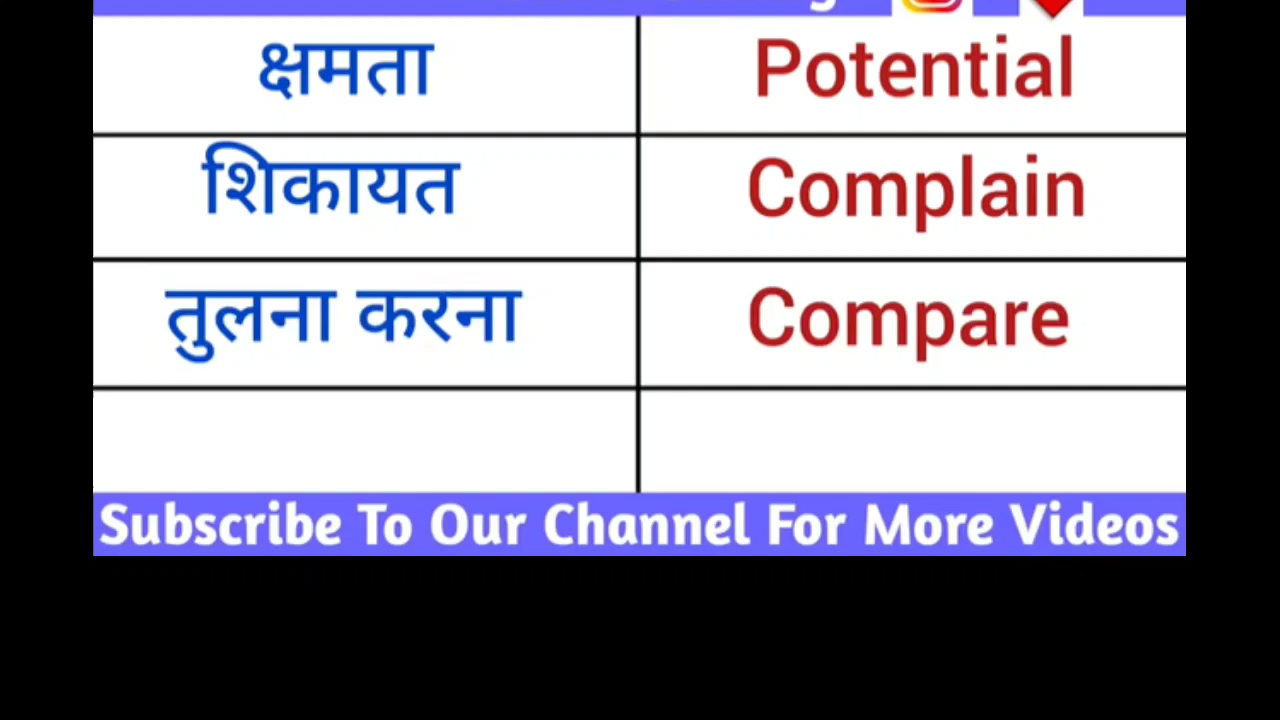 क्षमता Potential
शिकायत Complain
तुलना करना Compare
Subscribe To Our Channel For More Videos